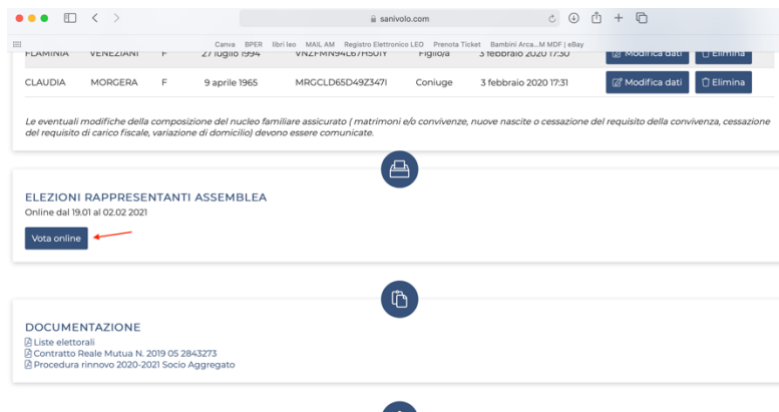 sanivolo.com
Canva BPER libri leo MAIL AM Registro Elettronico LEO Prenota Ticket Bambini Arca...M MDF | eBay
FLAMINIA VENEZIANI F 27 luglio 1994 Figlio/a 3 febbraio 2020 17:30 Modifica dati Elimina
CLAUDIA MORGERA F 9 aprile 1965 MRGCLD65D49Z347I Coniuge 3 febbraio 2020 17:31 Modifica dati Elimina
Le eventuali modifiche della composizione del nucleo familiare assicurato ( matrimoni e/o convivenze, nuove nascite o cessazione del requisito della convivenza, cessazione
del requisito di carico fiscale, variazione di domicilio) devono essere comunicate.
ELEZIONI RAPPRESENTANTI ASSEMBLEA
Online dal 19.01 al 02.02 2021
Vota online
DOCUMENTAZIONE
Liste elettorali
Contratto Reale Mutua N. 2019 05 2843273
Procedura rinnovo 2020-2021 Socio Aggregato